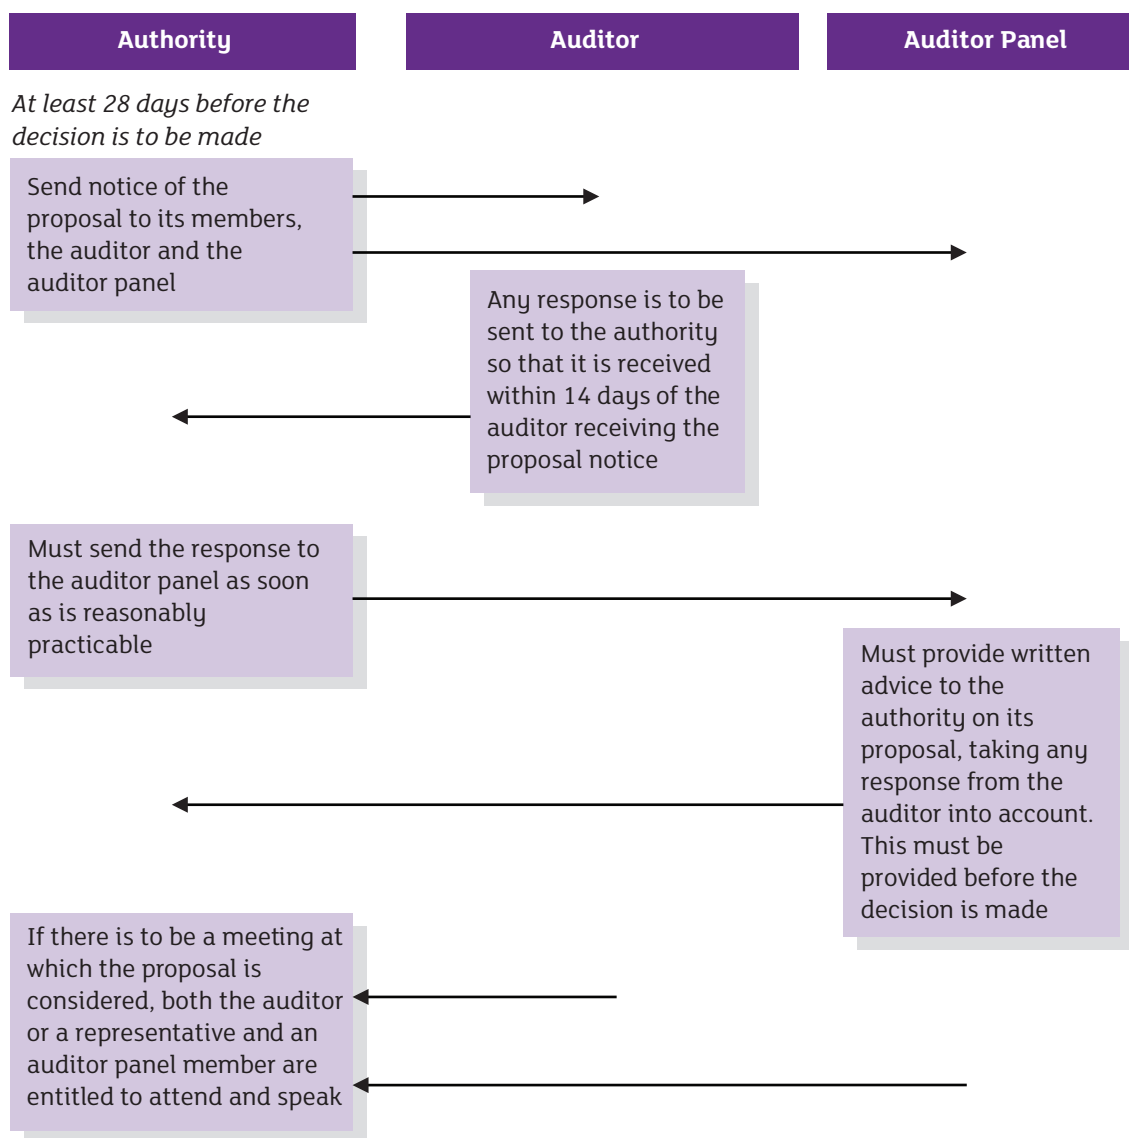 Authority
Auditor
Auditor Panel
At least 28 days before the
decision is to be made
Send notice of the
proposal to its members,
the auditor and the
auditor panel
Any response is to be
sent to the authority
so that it is received
within 14 days of the
auditor receiving the
proposal notice
Must send the response to
the auditor panel as soon
as is reasonably
practicable
Must provide written
advice to the
authority on its
proposal, taking any
response from the
auditor into account.
This must be
provided before the
decision is made
If there is to be a meeting at
which the proposal is
considered, both the auditor
or a representative and an
auditor panel member are
entitled to attend and speak